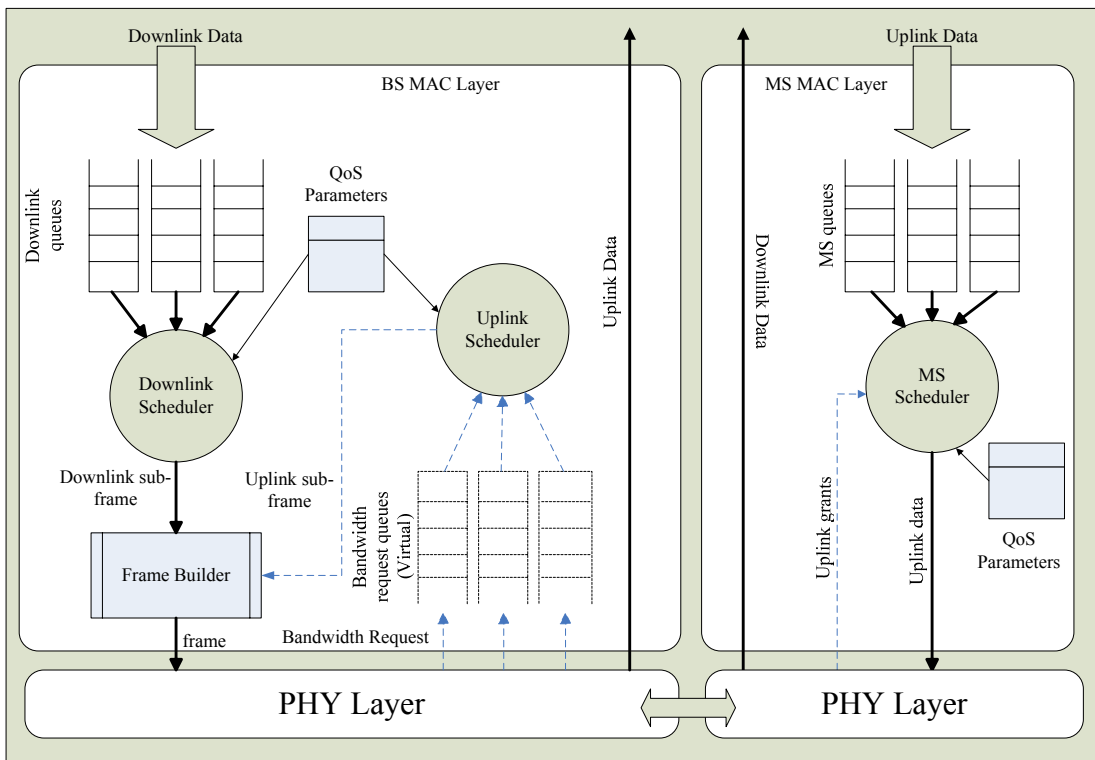 Downlink Data
Uplink Data
BS MAC Layer
MS MAC Layer
Downlink
queues
QoS
Parameters
Uplink
Scheduler
Downlink
Scheduler
Downlink sub-
frame
Uplink sub-
frame
Frame Builder
frame
Bandwidth
request queues
(Virtual)
Bandwidth Request
Uplink Data
Downlink Data
MS queues
MS
Scheduler
Uplink grants
Uplink data
QoS
Parameters
PHY Layer
PHY Layer